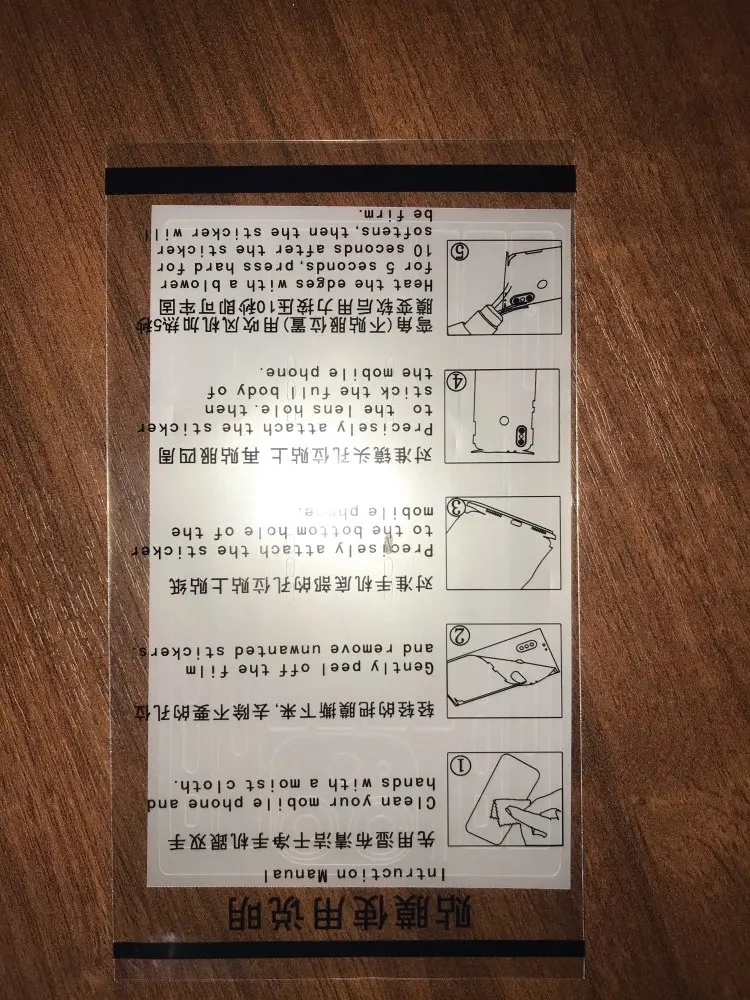 贴膜使用说明
Intruction Manual
①
先用湿布清洁干净手机跟双手
Clean your mobile phone and
hands with a moist cloth.
②
轻轻的把膜撕下来,去除不要的孔位
Gently peel off the film
and remove unwanted stickers.
③
对准手机底部的孔位贴上贴纸
Precisely attach the sticker
to the bottom hole of the
mobile phone.
④
对准镜头孔位贴上 再贴服四周
Precisely attach the sticker
to the lens hole.then
stick the full body of
the mobile phone.
⑤
弯角(不贴服位置)用吹风机加热5秒
膜变软后用力按压10秒即可牢固
Heat the edges with a blower
for 5 seconds,press hard for
10 seconds after the sticker
softens,then the sticker will
be firm.